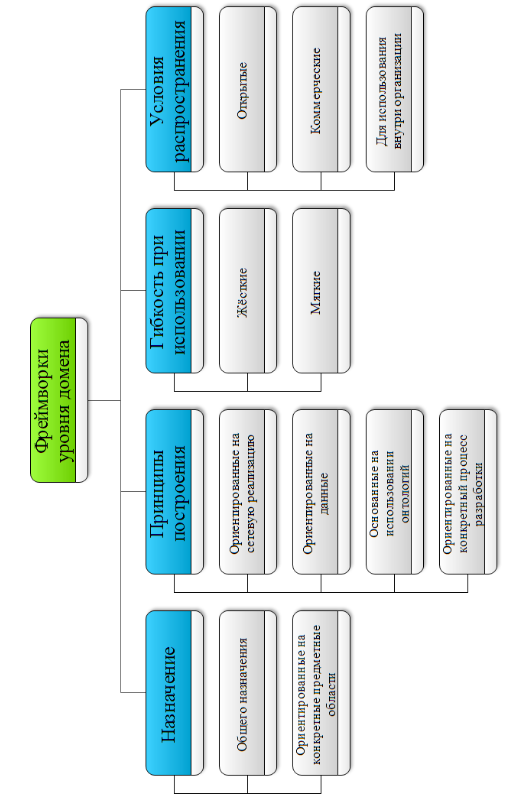 Фреймворки
уровня домена
Назначение
Общего назначения
Ориентированные на
конкретные предметные
области
Принципы
построения
Ориентированные на
сетевую реализацию
Ориентированные на
данные
Основанные на
использовании
онтологий
Ориентированные на
конкретный процесс
разработки
Гибкость при
использовании
Жёсткие
Мягкие
Условия
распространения
Открытые
Коммерческие
Для использования
внутри организации